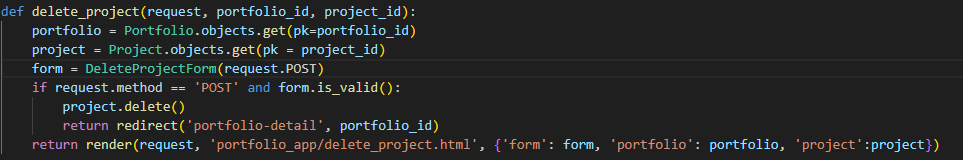 def delete_project(request, portfolio_id, project_id):
    portfolio = Portfolio.objects.get(pk=portfolio_id)
    project = Project.objects.get(pk = project_id)
    form = DeleteProjectForm(request.POST)
    if request.method == 'POST' and form.is_valid():
        project.delete()
        return redirect('portfolio-detail', portfolio_id)
    return render(request, 'portfolio_app/delete_project.html', {'form': form, 'portfolio': portfolio, 'project':project})